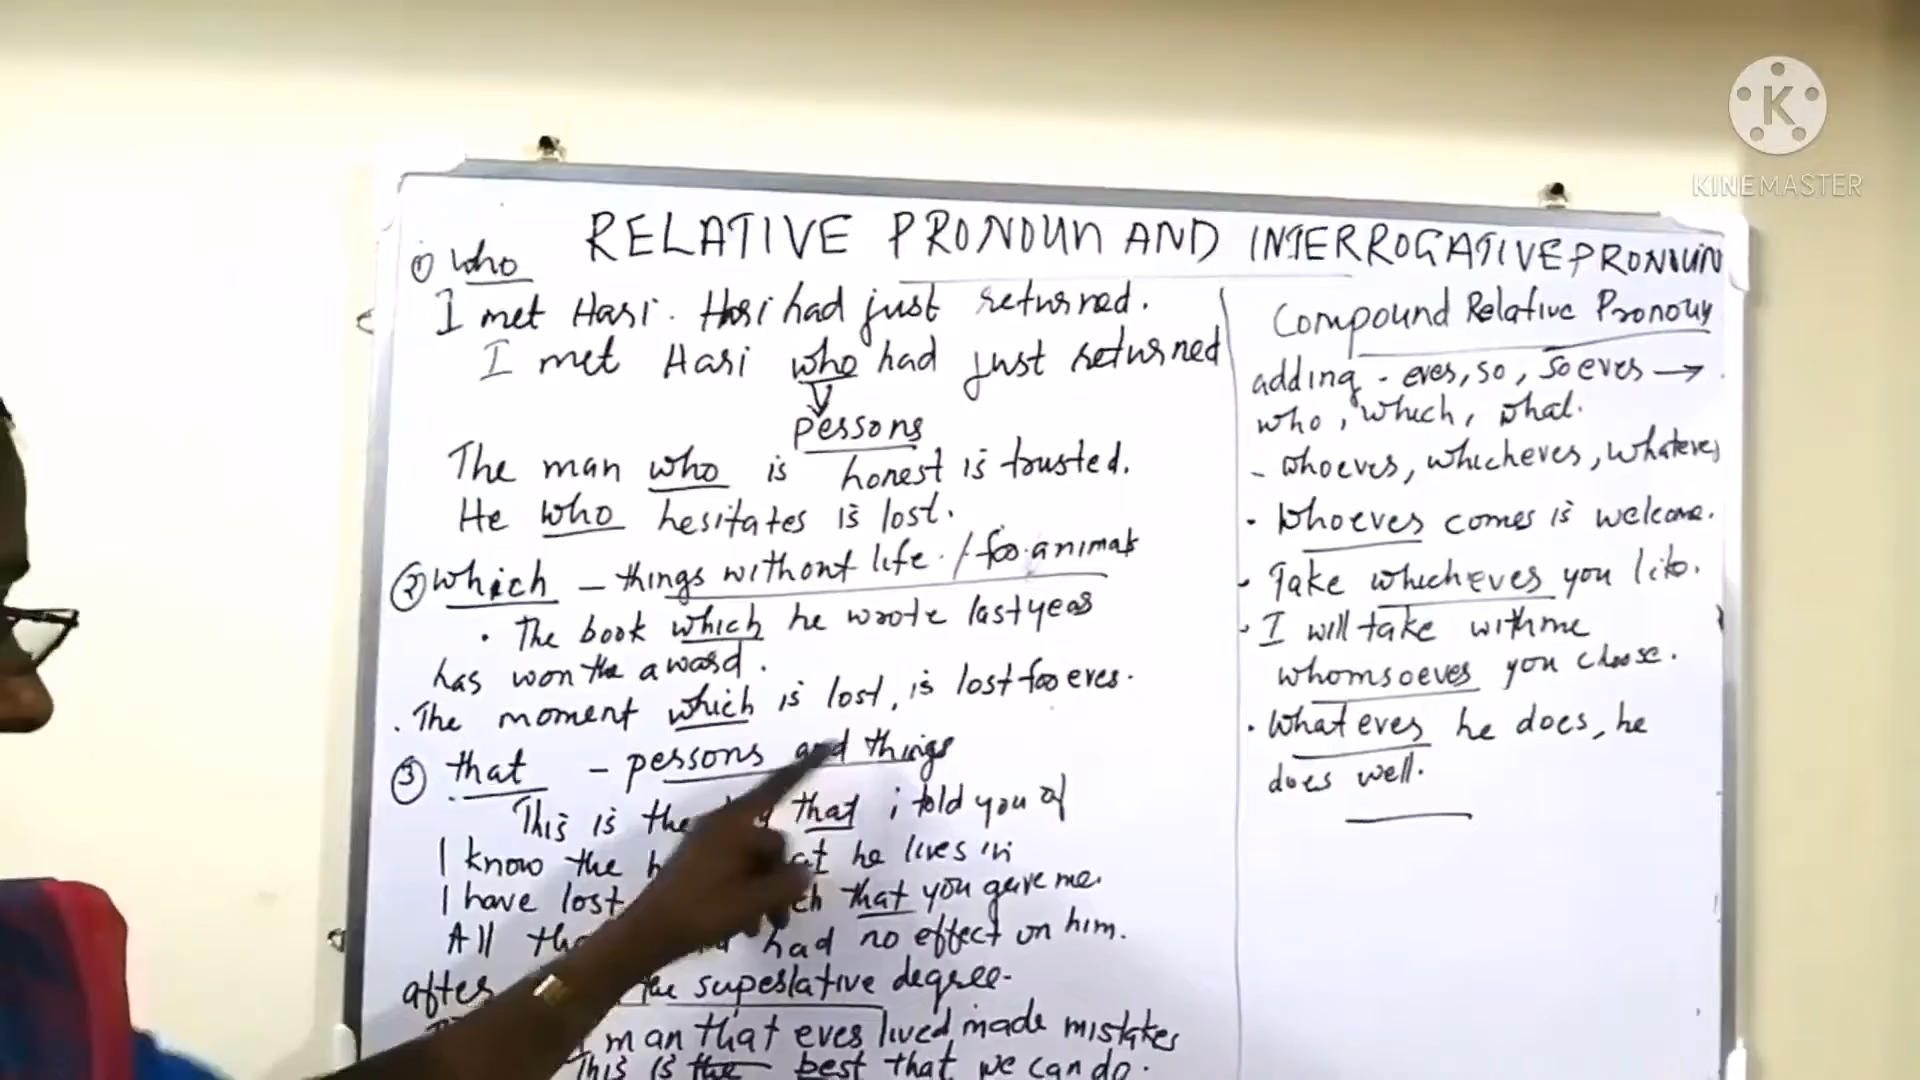 KINEMASTER
RELATIVE PRONOUN AND INTERROGATIVE PRONOUN
① who
I met Hari. Hari had just returned.
I met Hari who had just returned
persons
The man who is honest is trusted.
He who hesitates is lost.
② which - things without life. / for animals
• The book which he wrote last year
has won the award.
. The moment which is lost, is lost for ever.
③ that - persons and things
This is the that i told you of
I know the he lives in
I have lost that you gave me.
All had no effect on him.
after the superlative degree-
man that ever lived made mistakes
This is the best that we can do.
Compound Relative Pronoun
adding - ever, so, soever →
who, which, what.
- whoever, whichever, whatever
• Whoever comes is welcome.
• Take whichever you like.
• I will take with me
whomsoever you choose.
• Whatever he does, he
does well.